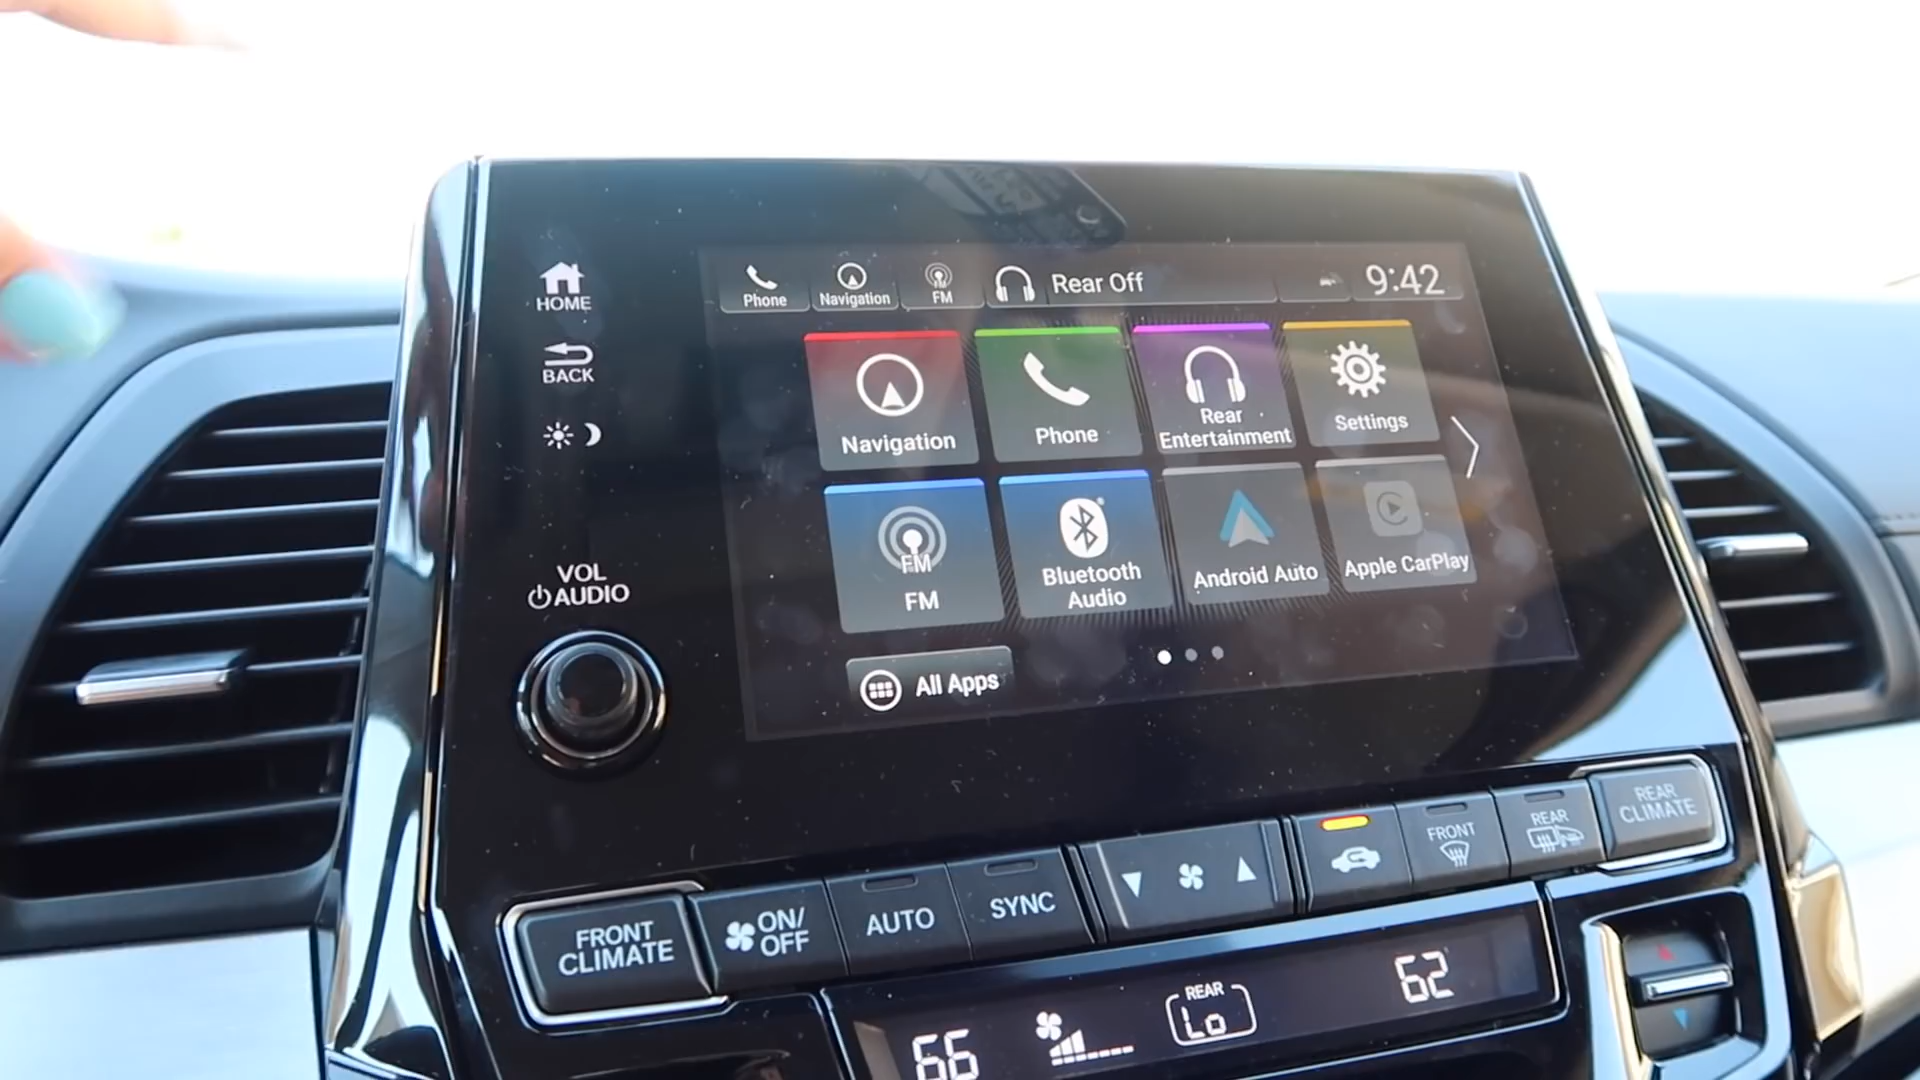 HOME
BACK
VOL
AUDIO
Phone
Navigation
FM
Rear Off
9:42
Navigation
Phone
Rear
Entertainment
Settings
FM
FM
Bluetooth
Audio
Android Auto
Apple CarPlay
All Apps
FRONT
CLIMATE
ON/
OFF
AUTO
SYNC
FRONT
REAR
REAR
CLIMATE
66
REAR
Lo
62